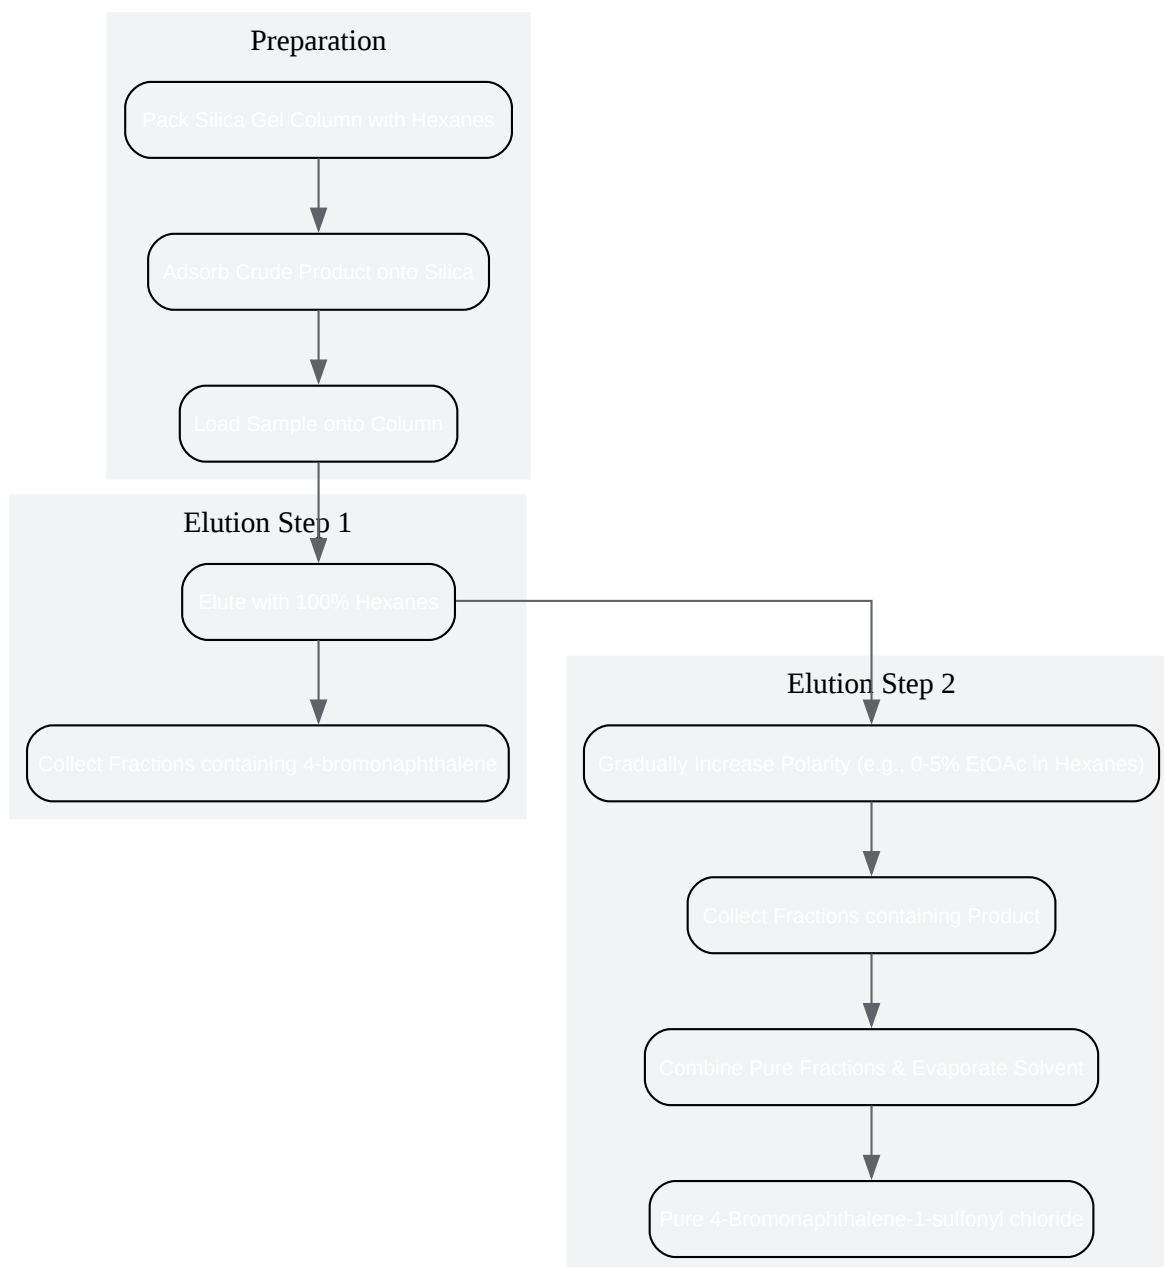 Preparation
Pack Silica Gel Column with Hexanes
Adsorb Crude Product onto Silica
Load Sample onto Column
Elution Step 1
Elute with 100% Hexanes
Collect Fractions containing 4-bromonaphthalene
Elution Step 2
Gradually Increase Polarity (e.g., 0-5% EtOAc in Hexanes)
Collect Fractions containing Product
Combine Pure Fractions & Evaporate Solvent
Pure 4-Bromonaphthalene-1-sulfonyl chloride